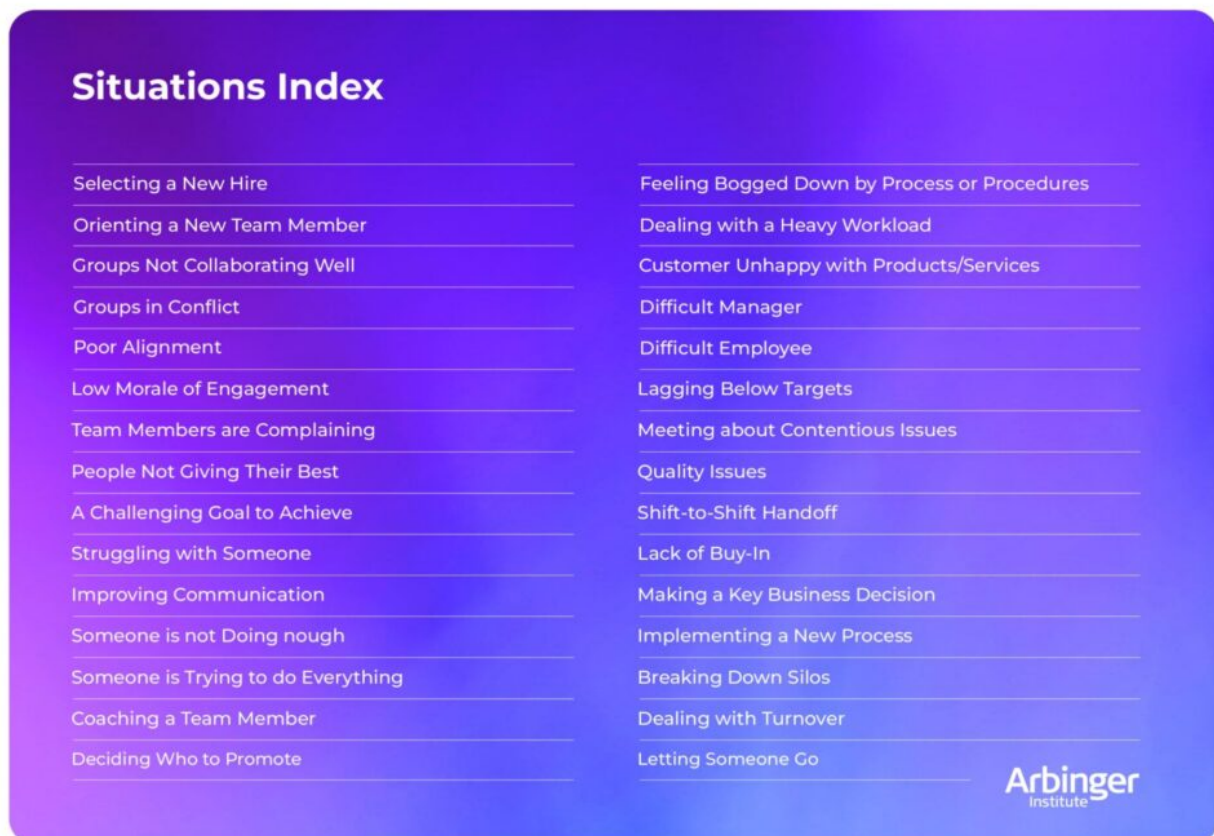 Situations Index
Selecting a New Hire
Orienting a New Team Member
Groups Not Collaborating Well
Groups in Conflict
Poor Alignment
Low Morale of Engagement
Team Members are Complaining
People Not Giving Their Best
A Challenging Goal to Achieve
Struggling with Someone
Improving Communication
Someone is not Doing nough
Someone is Trying to do Everything
Coaching a Team Member
Deciding Who to Promote
Feeling Bogged Down by Process or Procedures
Dealing with a Heavy Workload
Customer Unhappy with Products/Services
Difficult Manager
Difficult Employee
Lagging Below Targets
Meeting about Contentious Issues
Quality Issues
Shift-to-Shift Handoff
Lack of Buy-In
Making a Key Business Decision
Implementing a New Process
Breaking Down Silos
Dealing with Turnover
Letting Someone Go
Arbinger
Institute